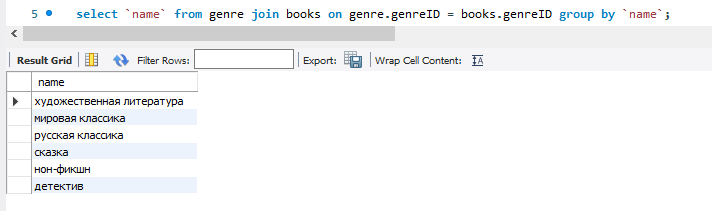 5 select `name` from genre join books on genre.genreID = books.genreID group by `name`;
Result Grid Filter Rows: Export: Wrap Cell Content: IA
name
художественная литература
мировая классика
русская классика
сказка
нон-фикшн
детектив